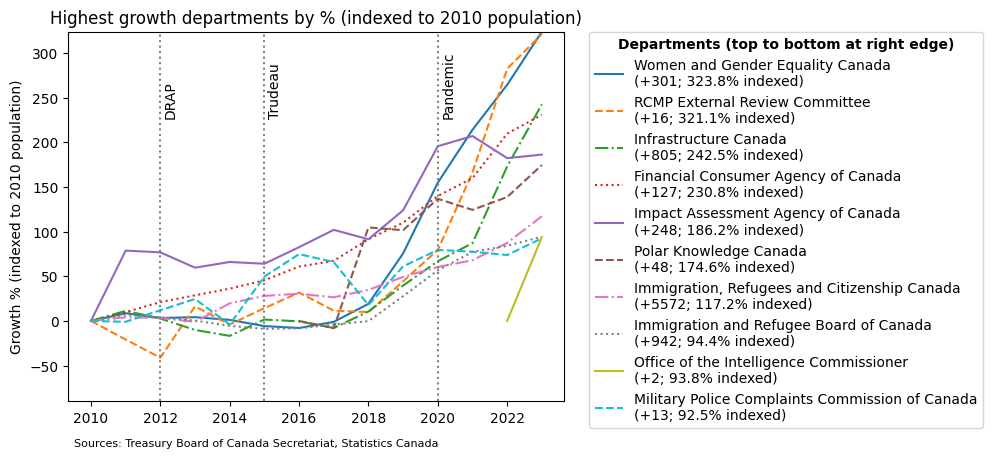 Highest growth departments by % (indexed to 2010 population)
Growth % (indexed to 2010 population)
300
250
200
150
100
50
0
−50
DRAP
Trudeau
Pandemic
2010
2012
2014
2016
2018
2020
2022
Sources: Treasury Board of Canada Secretariat, Statistics Canada
Departments (top to bottom at right edge)
Women and Gender Equality Canada
(+301; 323.8% indexed)
RCMP External Review Committee
(+16; 321.1% indexed)
Infrastructure Canada
(+805; 242.5% indexed)
Financial Consumer Agency of Canada
(+127; 230.8% indexed)
Impact Assessment Agency of Canada
(+248; 186.2% indexed)
Polar Knowledge Canada
(+48; 174.6% indexed)
Immigration, Refugees and Citizenship Canada
(+5572; 117.2% indexed)
Immigration and Refugee Board of Canada
(+942; 94.4% indexed)
Office of the Intelligence Commissioner
(+2; 93.8% indexed)
Military Police Complaints Commission of Canada
(+13; 92.5% indexed)